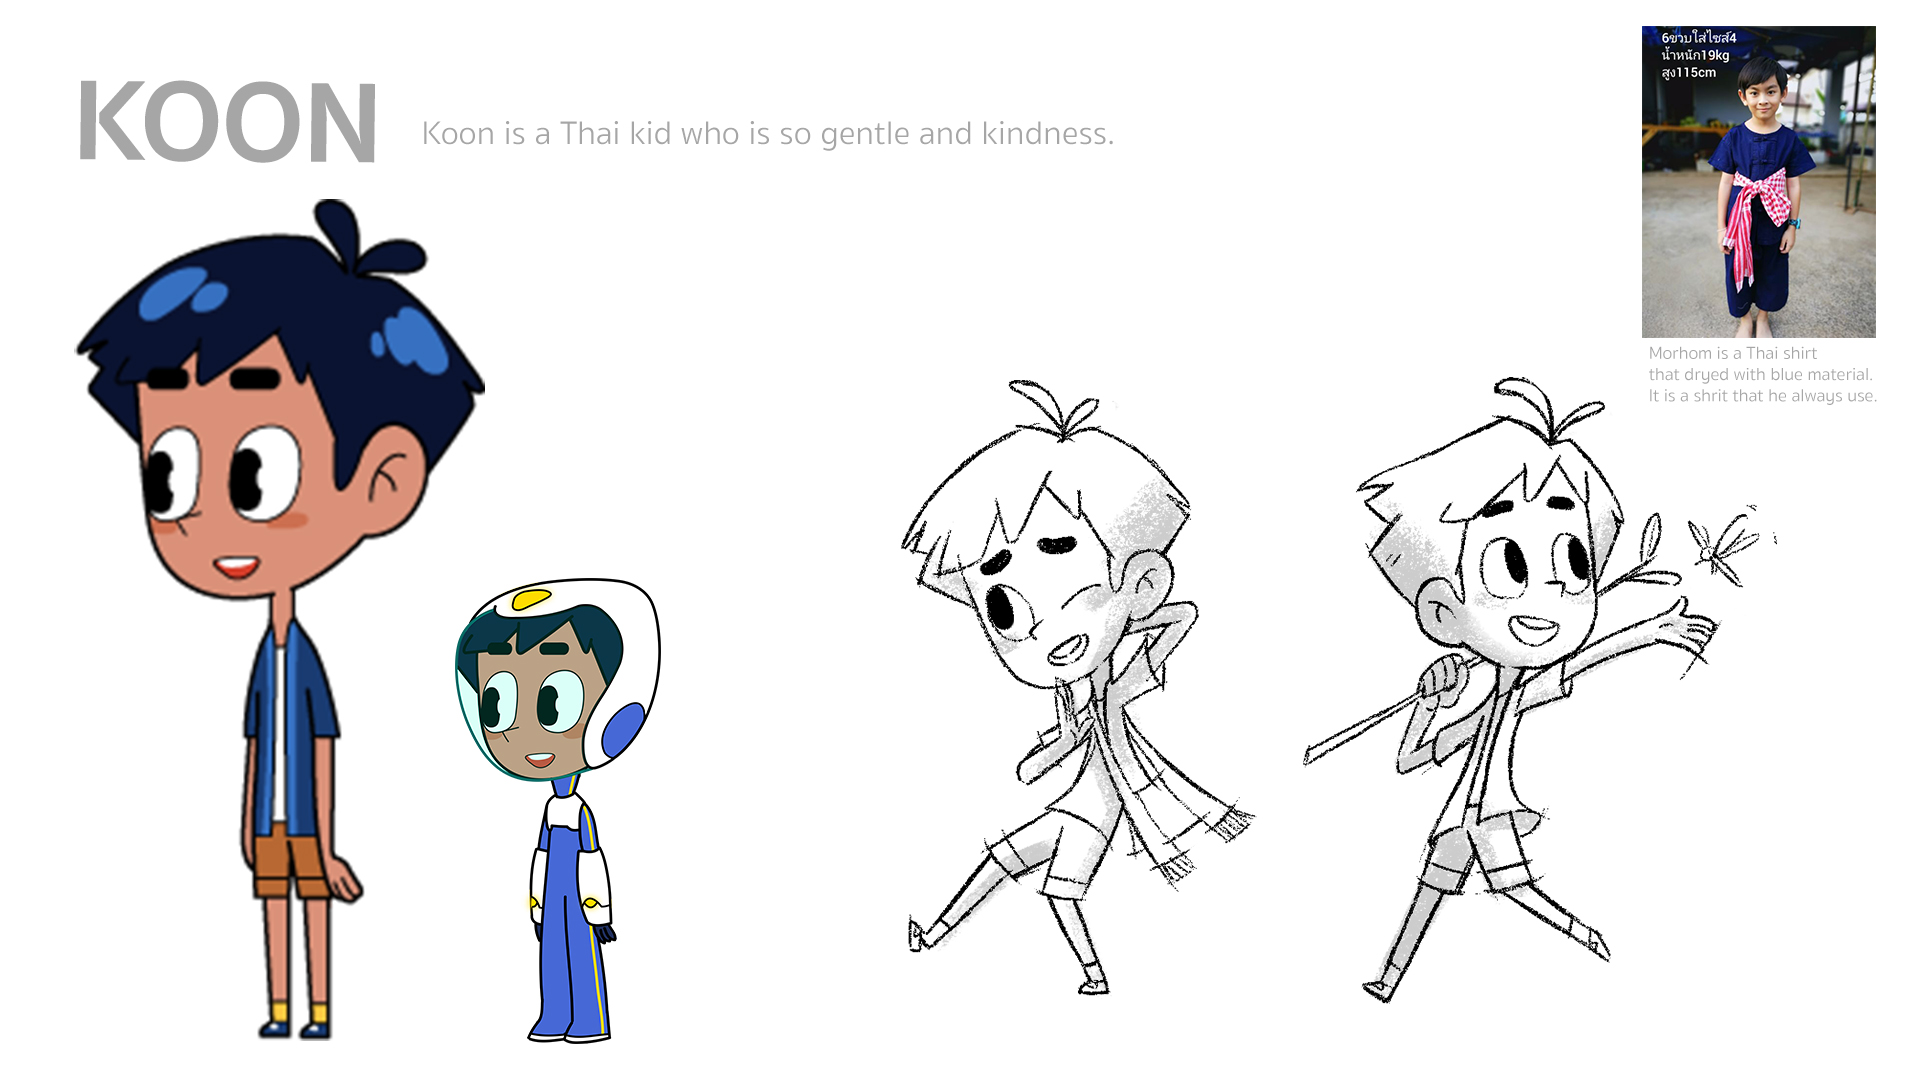 KOON
Koon is a Thai kid who is so gentle and kindness.
6ขวบใส่ไซส์4
น้ำหนัก19kg
สูง115cm
Morhom is a Thai shirt
that dryed with blue material.
It is a shrit that he always use.